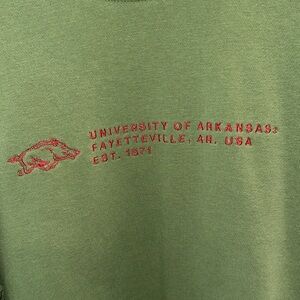 UNIVERSITY OF ARKANSAS:
FAYETTEVILLE, AR. USA
EST. 1871